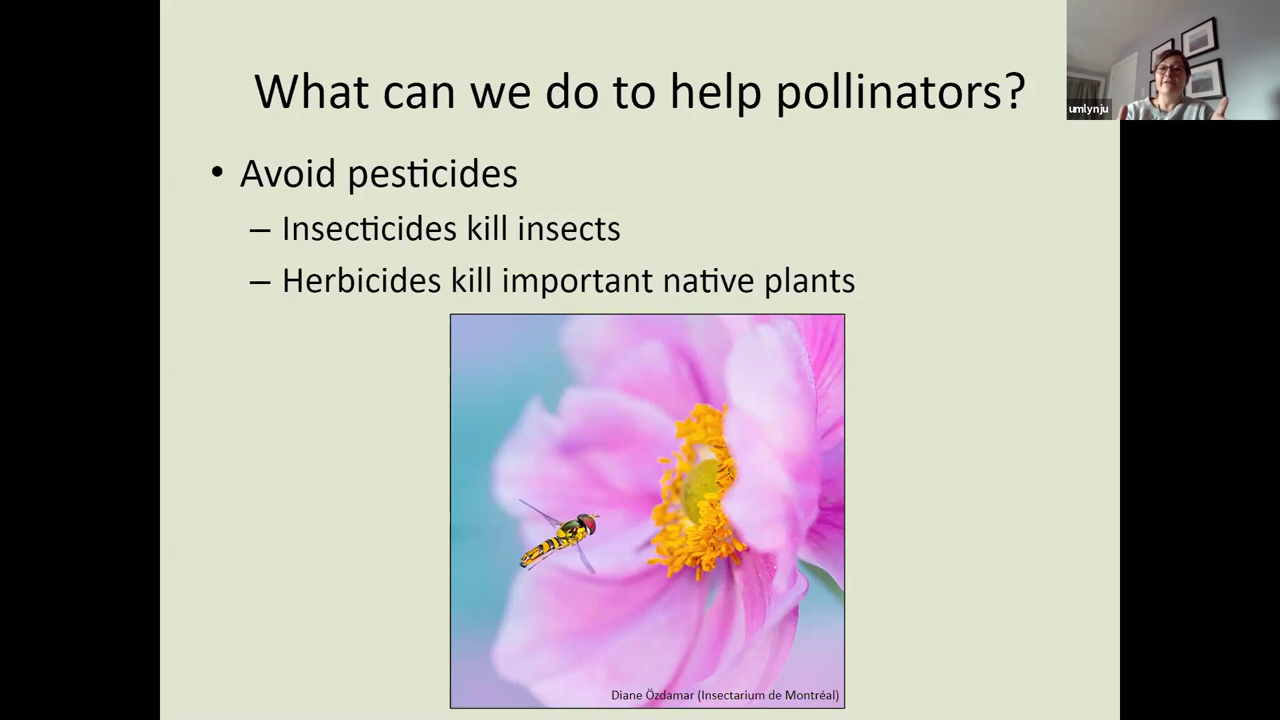 What can we do to help pollinators?
umlynju
• Avoid pesticides
– Insecticides kill insects
– Herbicides kill important native plants
Diane Özdamar (Insectarium de Montréal)